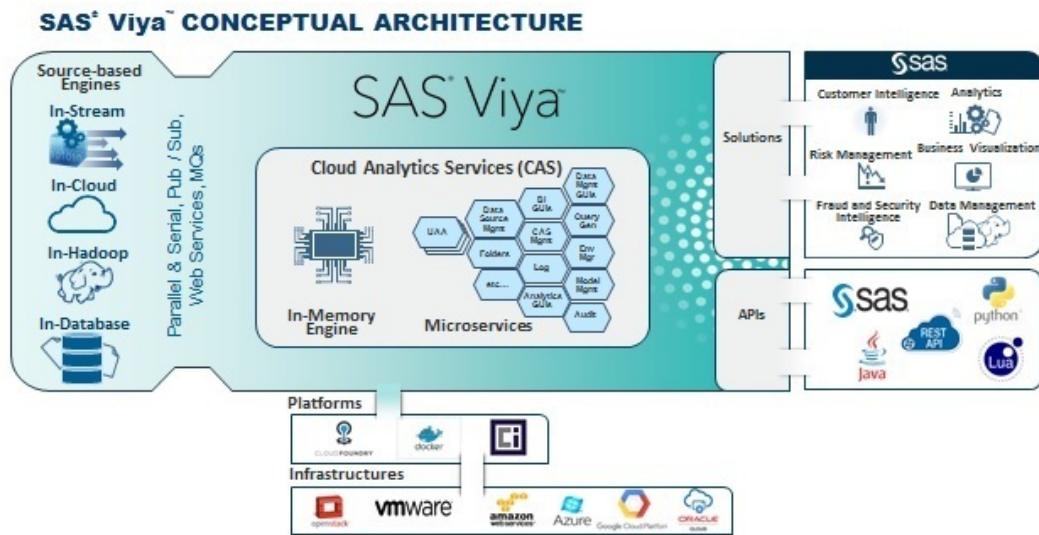 SAS® Viya™ CONCEPTUAL ARCHITECTURE
Source-based
Engines
In-Stream
In-Cloud
In-Hadoop
In-Database
Parallel & Serial, Pub / Sub,
Web Services, MQs
SAS® Viya™
Cloud Analytics Services (CAS)
In-Memory
Engine
UAA
Data
Source
Mgmt
Folders
etc...
BI
GUIs
CAS
Mgmt
Log
Analytics
GUIs
Data
Mgmt
GUIs
Query
Gen
Env
Mgr
Model
Mgmt
Audit
Microservices
Solutions
APIs
sas
Customer Intelligence
Analytics
Risk Management
Business Visualization
Fraud and Security
Intelligence
Data Management
sas
python
REST
API
Java
Lua
Platforms
CLOUD FOUNDRY
docker
Ci
Infrastructures
openstack
vmware
amazon
web services
Azure
Google Cloud Platform
ORACLE
CLOUD